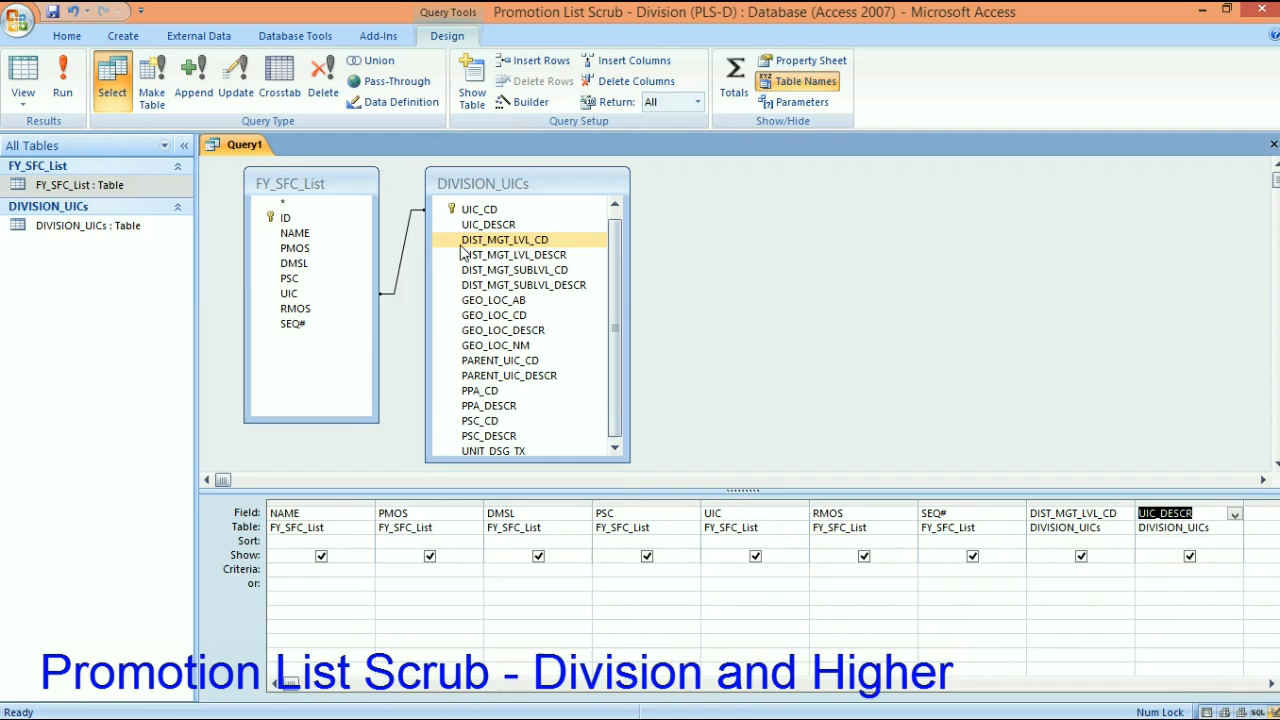 Query Tools
Promotion List Scrub - Division (PLS-D) : Database (Access 2007) - Microsoft Access
Home
Create
External Data
Database Tools
Add-Ins
Design
View
Run
Results
Select
Make Table
Append
Update
Crosstab
Delete
Union
Pass-Through
Data Definition
Query Type
Show Table
Insert Rows
Delete Rows
Builder
Insert Columns
Delete Columns
Return: All
Query Setup
Totals
Property Sheet
Table Names
Parameters
Show/Hide
All Tables
FY_SFC_List
FY_SFC_List : Table
DIVISION_UICs
DIVISION_UICs : Table
Query1
FY_SFC_List
*
ID
NAME
PMOS
DMSL
PSC
UIC
RMOS
SEQ#
DIVISION_UICs
UIC_CD
UIC_DESCR
DIST_MGT_LVL_CD
DIST_MGT_LVL_DESCR
DIST_MGT_SUBLVL_CD
DIST_MGT_SUBLVL_DESCR
GEO_LOC_AB
GEO_LOC_CD
GEO_LOC_DESCR
GEO_LOC_NM
PARENT_UIC_CD
PARENT_UIC_DESCR
PPA_CD
PPA_DESCR
PSC_CD
PSC_DESCR
UNIT_DSG_TX
Field: NAME PMOS DMSL PSC UIC RMOS SEQ# DIST_MGT_LVL_CD UIC_DESCR
Table: FY_SFC_List FY_SFC_List FY_SFC_List FY_SFC_List FY_SFC_List FY_SFC_List FY_SFC_List DIVISION_UICs DIVISION_UICs
Sort:
Show:
Criteria:
or:
Promotion List Scrub - Division and Higher
Ready
Num Lock
SQL